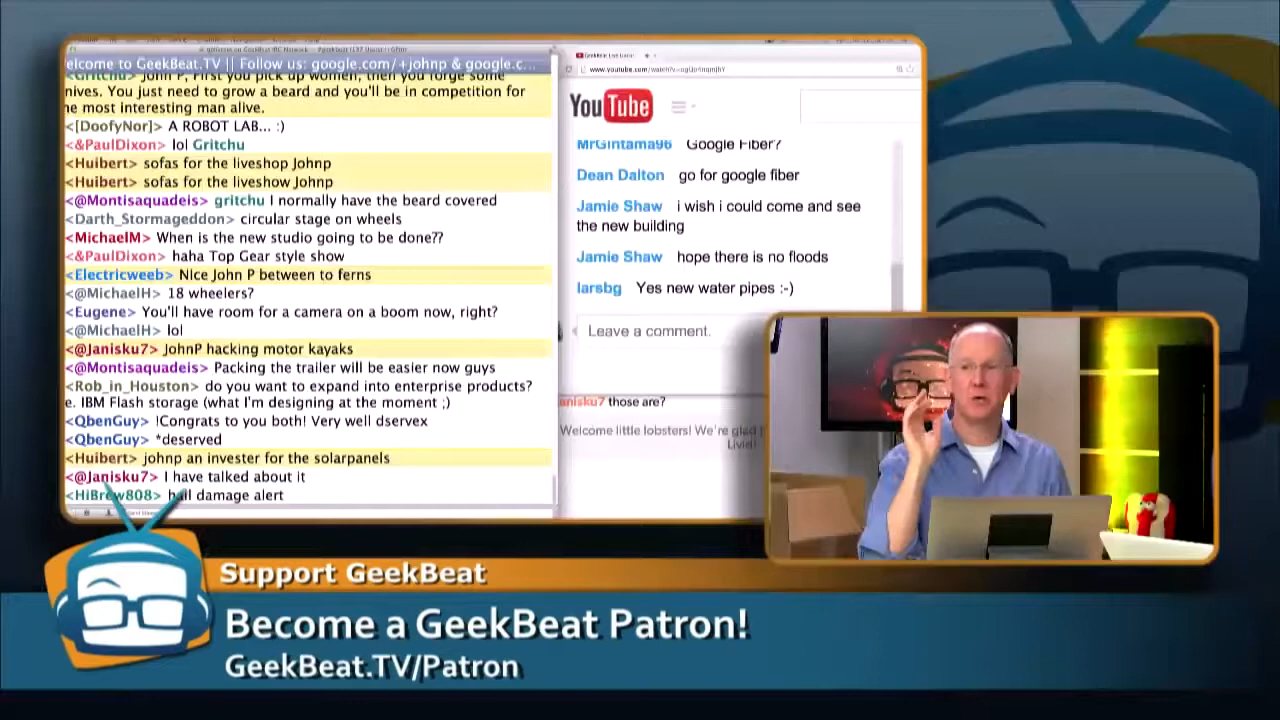 elcome to GeekBeat.TV || Follow us: google.com/+johnp & google.c...
<Gritchu> John P, First you pick up women, then you forge some
nives. You just need to grow a beard and you'll be in competition for
he most interesting man alive.
<[DoofyNor]> A ROBOT LAB... :)
<&PaulDixon> lol Gritchu
<Huibert> sofas for the liveshop Johnp
<Huibert> sofas for the liveshow Johnp
<@Montisaquadeis> gritchu I normally have the beard covered
<Darth_Stormageddon> circular stage on wheels
<MichaelM> When is the new studio going to be done??
<&PaulDixon> haha Top Gear style show
<Electricweeb> Nice John P between to ferns
<@MichaelH> 18 wheelers?
<Eugene> You'll have room for a camera on a boom now, right?
<@MichaelH> lol
<@Janisku7> JohnP hacking motor kayaks
<@Montisaquadeis> Packing the trailer will be easier now guys
<Rob_in_Houston> do you want to expand into enterprise products?
e. IBM Flash storage (what I'm designing at the moment ;)
<QbenGuy> !Congrats to you both! Very well dservex
<QbenGuy> *deserved
<Huibert> johnp an invester for the solarpanels
<@Janisku7> I have talked about it
<HiBrew808> hail damage alert
YouTube
MrGintama96 Google Fiber?
Dean Dalton go for google fiber
Jamie Shaw i wish i could come and see
the new building
Jamie Shaw hope there is no floods
larsbg Yes new water pipes :-)
Leave a comment.
anisku7 those are?
Welcome little lobsters! We're glad
Support GeekBeat
Become a GeekBeat Patron!
GeekBeat.TV/Patron